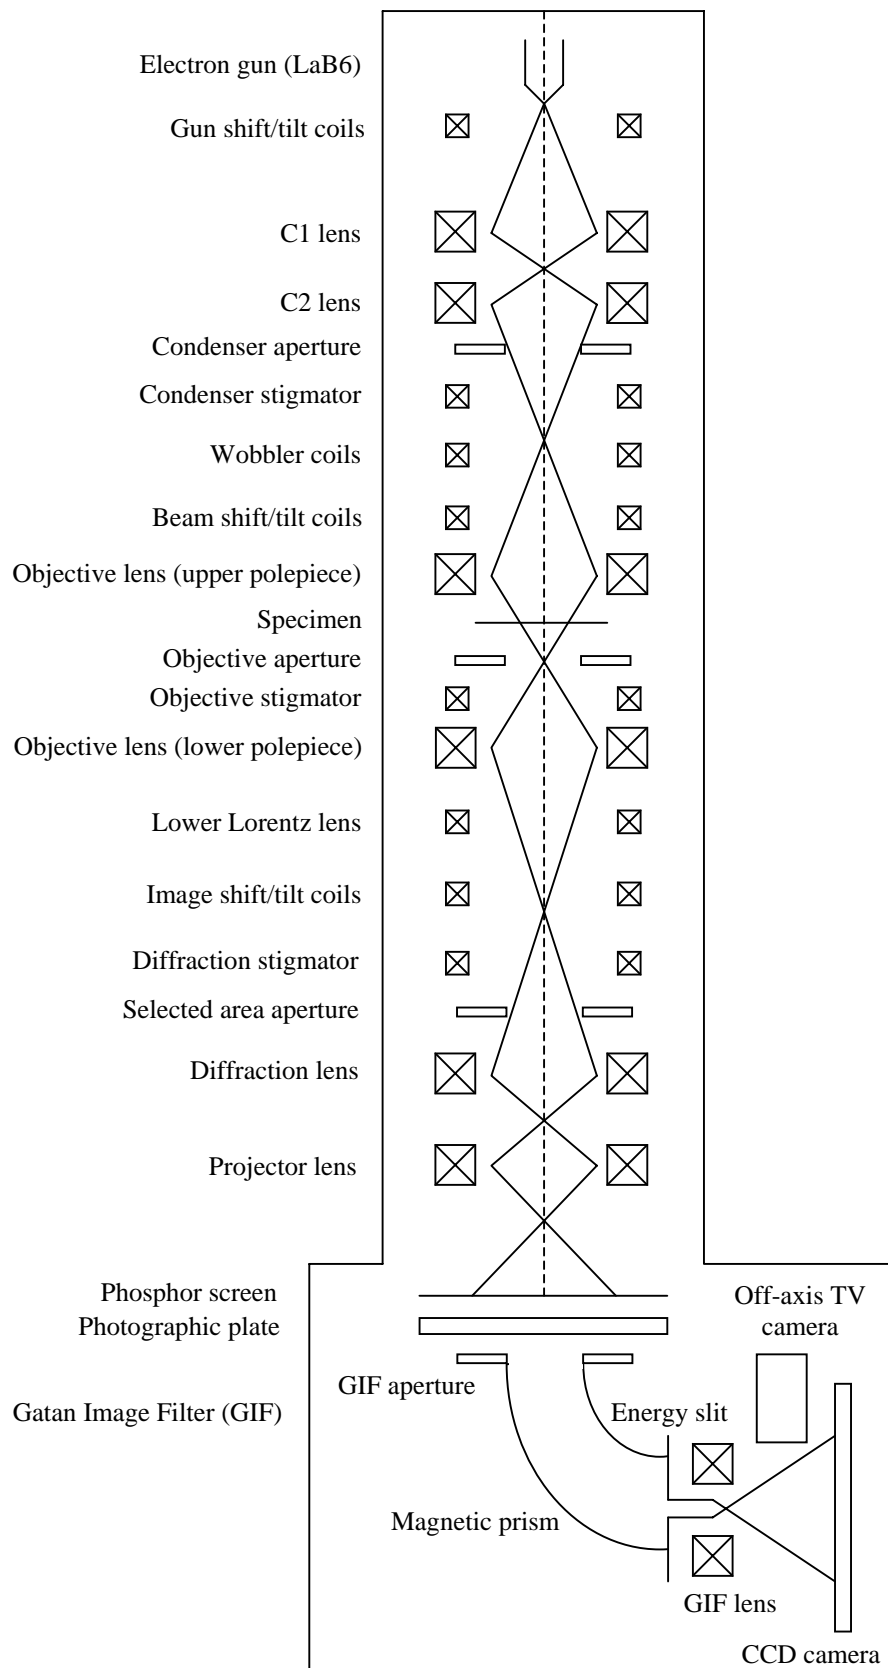 Electron gun (LaB6)
Gun shift/tilt coils
C1 lens
C2 lens
Condenser aperture
Condenser stigmator
Wobbler coils
Beam shift/tilt coils
Objective lens (upper polepiece)
Specimen
Objective aperture
Objective stigmator
Objective lens (lower polepiece)
Lower Lorentz lens
Image shift/tilt coils
Diffraction stigmator
Selected area aperture
Diffraction lens
Projector lens
Phosphor screen
Photographic plate
Off-axis TV
camera
GIF aperture
Gatan Image Filter (GIF)
Energy slit
Magnetic prism
GIF lens
CCD camera